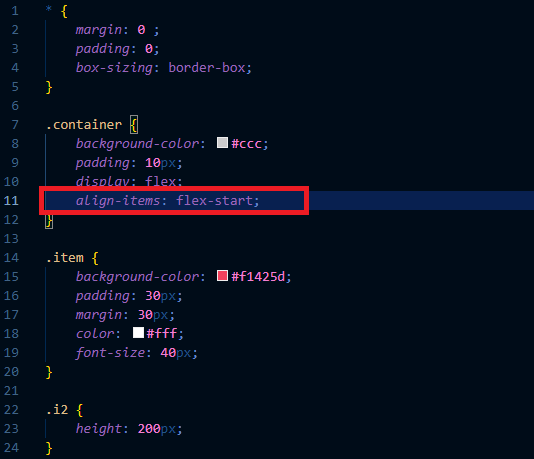 1 * {
2 margin: 0 ;
3 padding: 0;
4 box-sizing: border-box;
5 }
6
7 .container {
8 background-color: #ccc;
9 padding: 10px;
10 display: flex;
11 align-items: flex-start;
12 }
13
14 .item {
15 background-color: #f1425d;
16 padding: 30px;
17 margin: 30px;
18 color: #fff;
19 font-size: 40px;
20 }
21
22 .i2 {
23 height: 200px;
24 }